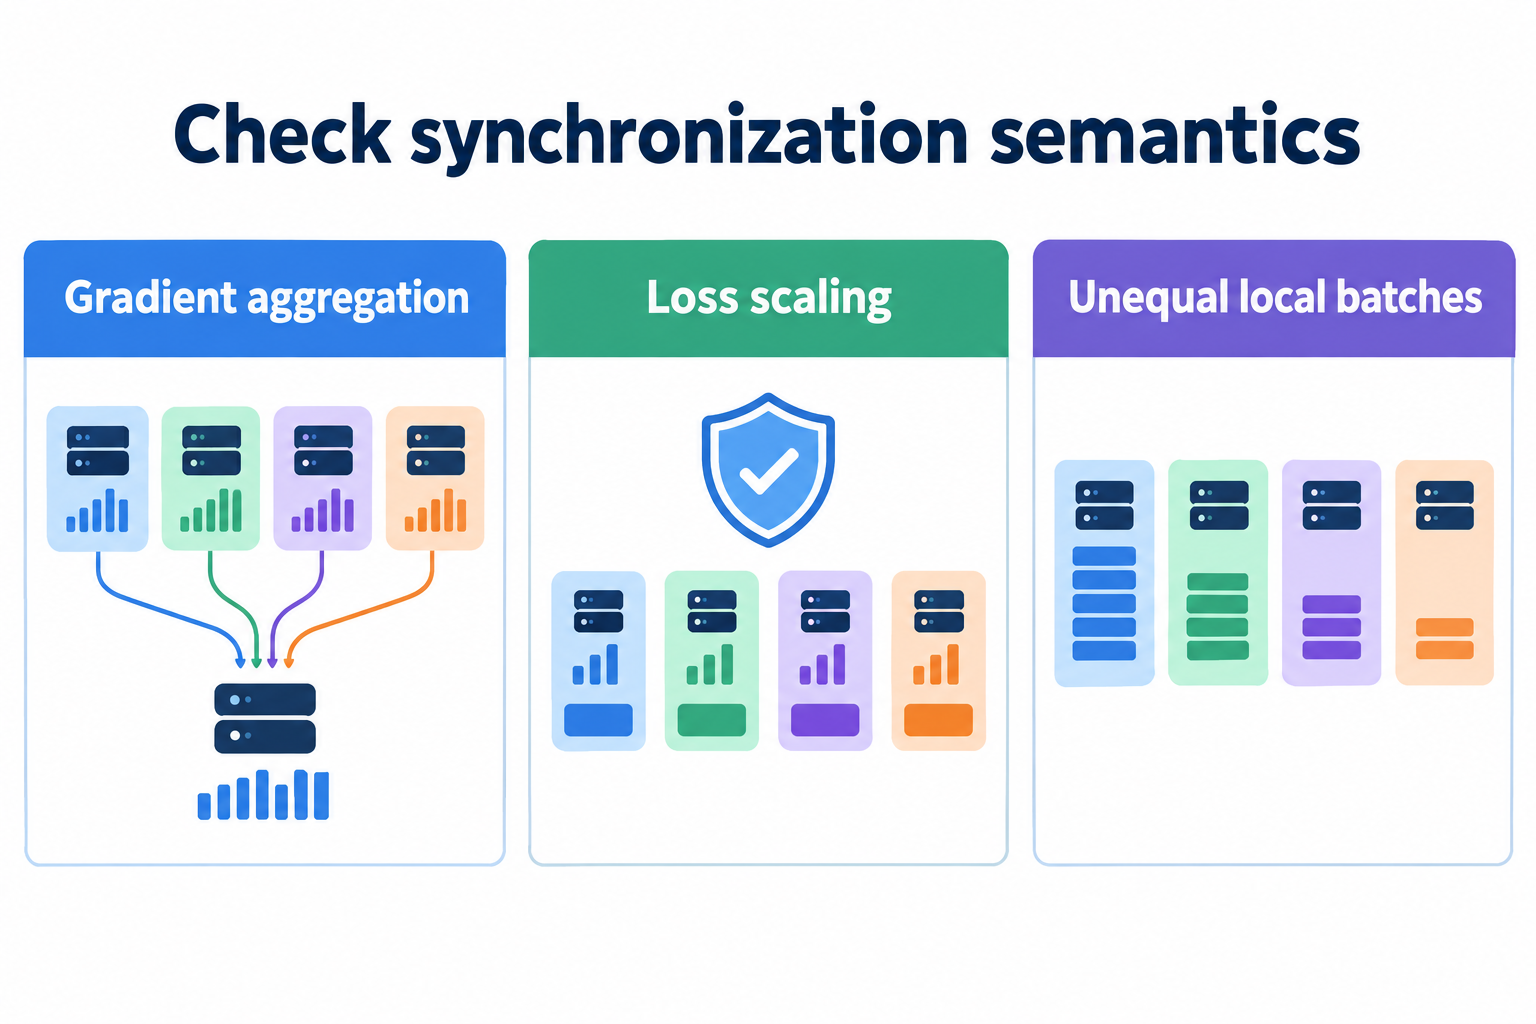 Check synchronization semantics
Gradient aggregation
Loss scaling
Unequal local batches